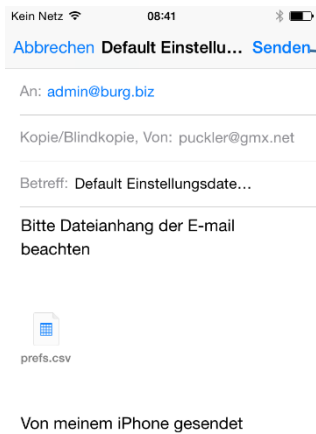 Kein Netz 08:41
Abbrechen Default Einstellu... Senden
An: admin@burg.biz
Kopie/Blindkopie, Von: puckler@gmx.net
Betreff: Default Einstellungsdate...
Bitte Dateianhang der E-mail
beachten
prefs.csv
Von meinem iPhone gesendet